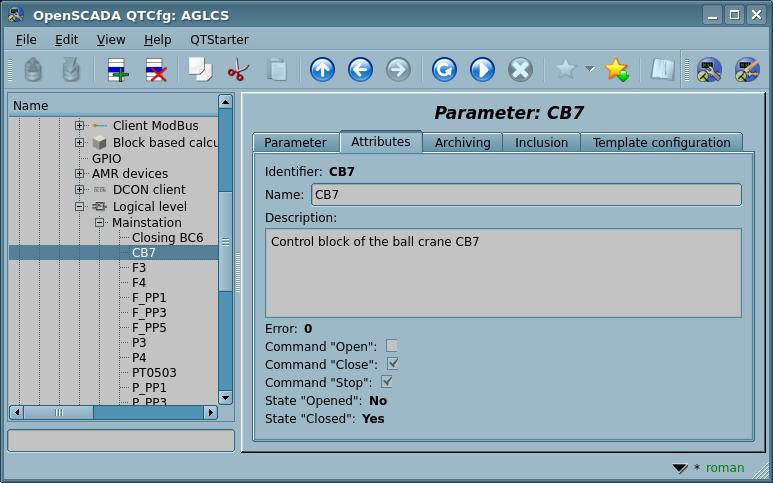 OpenSCADA QTCfg: AGLCS
File Edit View Help QTStarter
Name
Client ModBus
Block based calcu
GPIO
AMR devices
DCON client
Logical level
Mainstation
Closing BC6
CB7
F3
F4
F_PP1
F_PP3
F_PP5
P3
P4
PT0503
P_PP1
P_PP3
Parameter: CB7
Parameter Attributes Archiving Inclusion Template configuration
Identifier: CB7
Name: CB7
Description:
Control block of the ball crane CB7
Error: 0
Command "Open":
Command "Close":
Command "Stop":
State "Opened": No
State "Closed": Yes
* roman